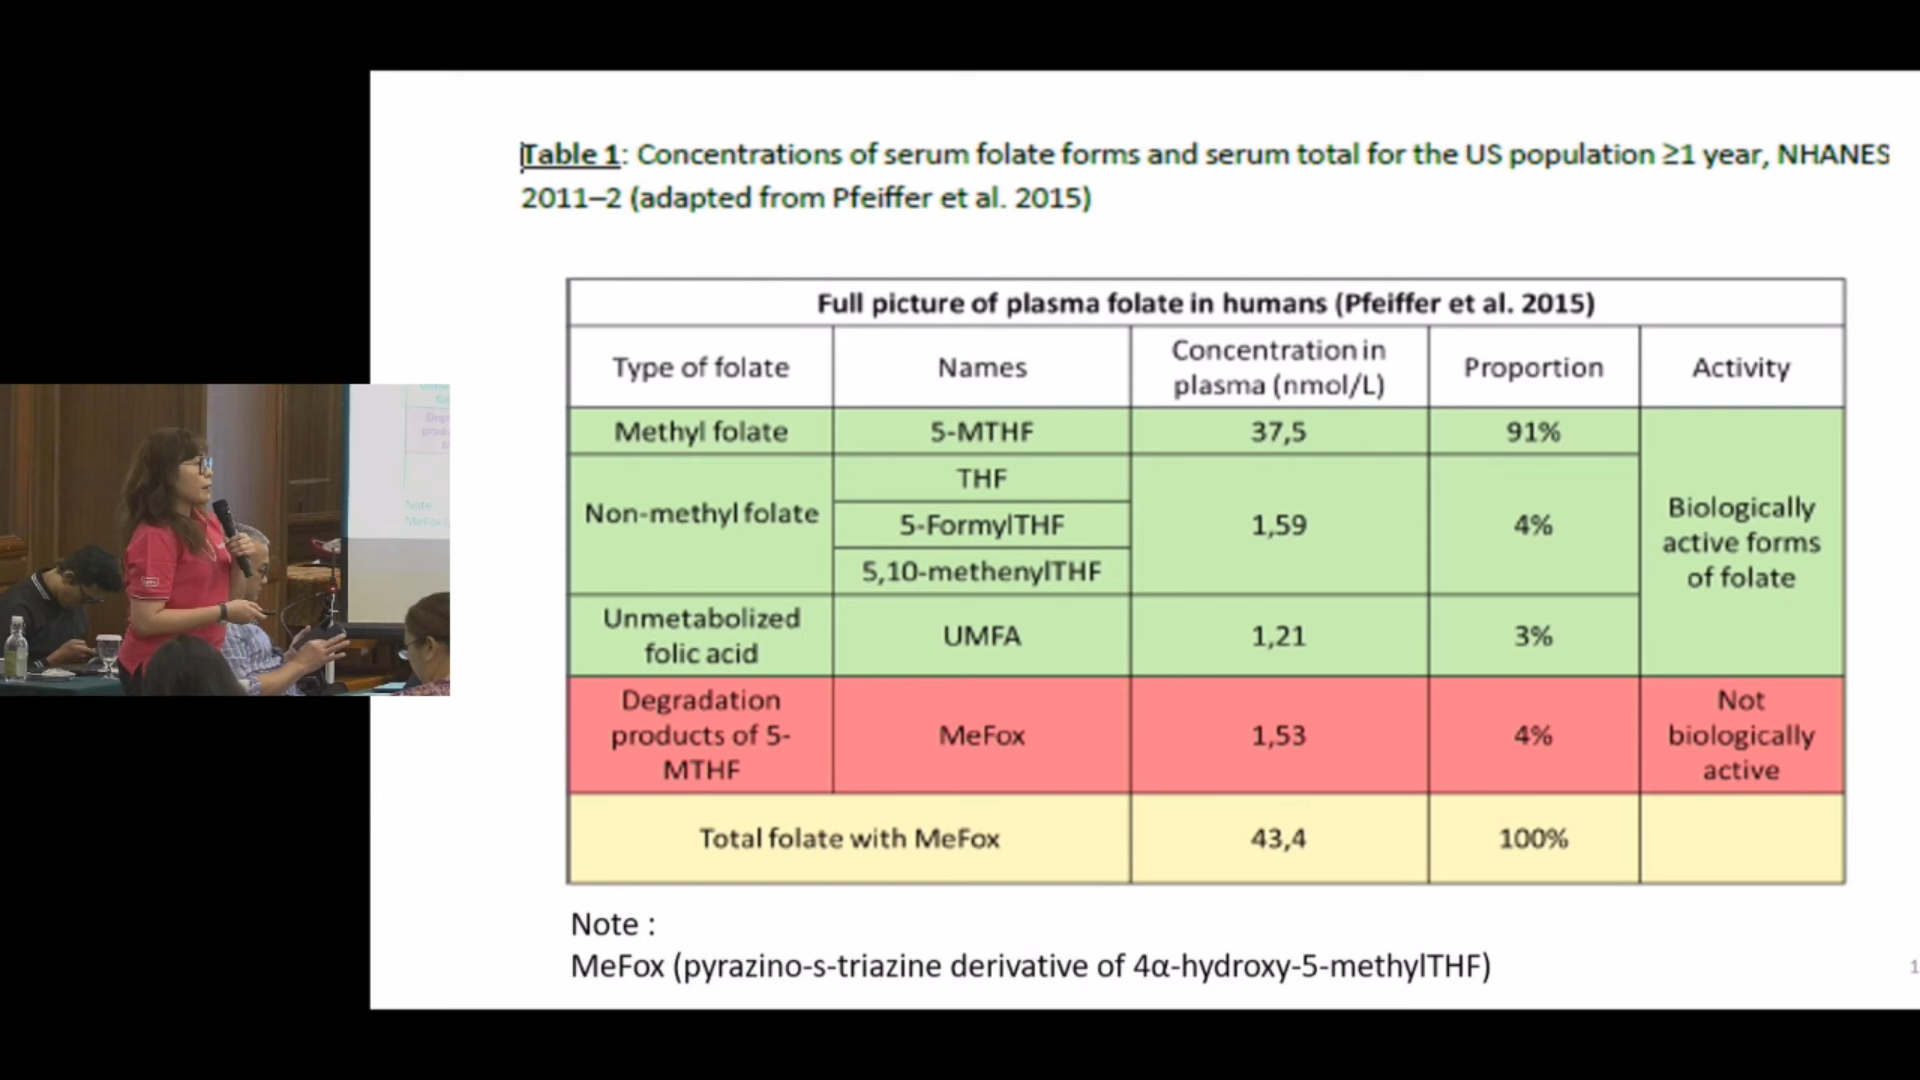 Table 1: Concentrations of serum folate forms and serum total for the US population ≥1 year, NHANES
2011–2 (adapted from Pfeiffer et al. 2015)
Full picture of plasma folate in humans (Pfeiffer et al. 2015)
Type of folate
Names
Concentration in
plasma (nmol/L)
Proportion
Activity
Methyl folate
5-MTHF
37,5
91%
Non-methyl folate
THF
5-FormylTHF
5,10-methenylTHF
1,59
4%
Biologically
active forms
of folate
Unmetabolized
folic acid
UMFA
1,21
3%
Degradation
products of 5-
MTHF
MeFox
1,53
4%
Not
biologically
active
Total folate with MeFox
43,4
100%
Note :
MeFox (pyrazino-s-triazine derivative of 4α-hydroxy-5-methylTHF)
Note